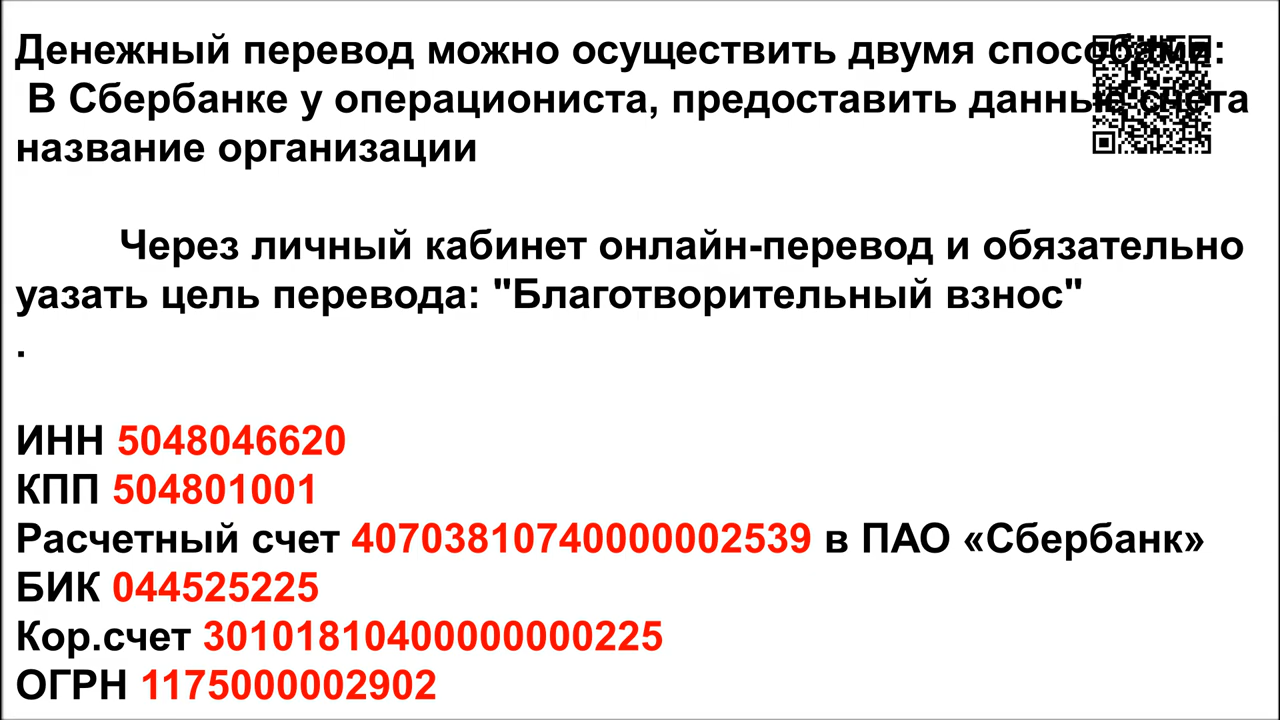 Денежный перевод можно осуществить двумя способами:
В Сбербанке у операциониста, предоставить данные счета
название организации
Через личный кабинет онлайн-перевод и обязательно
уазать цель перевода: "Благотворительный взнос"
.
ИНН 5048046620
КПП 504801001
Расчетный счет 40703810740000002539 в ПАО «Сбербанк»
БИК 044525225
Кор.счет 30101810400000000225
ОГРН 1175000002902